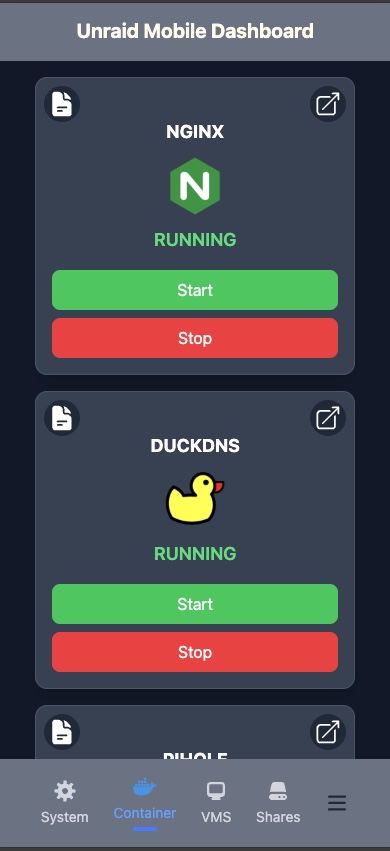 Unraid Mobile Dashboard
NGINX
N
RUNNING
Start
Stop
DUCKDNS
RUNNING
Start
Stop
PIHOLE
System
Container
VMS
Shares